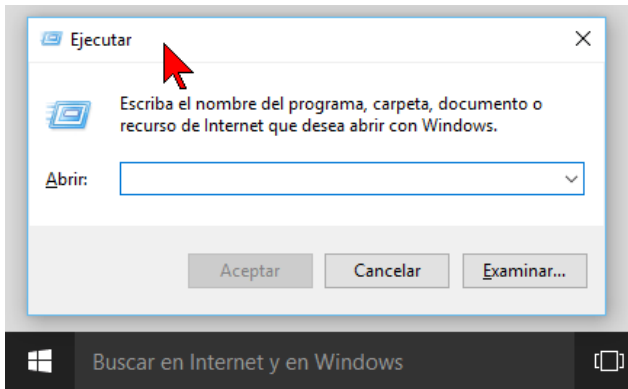 Ejecutar
Escriba el nombre del programa, carpeta, documento o
recurso de Internet que desea abrir con Windows.
Abrir:
Aceptar Cancelar Examinar...
Buscar en Internet y en Windows